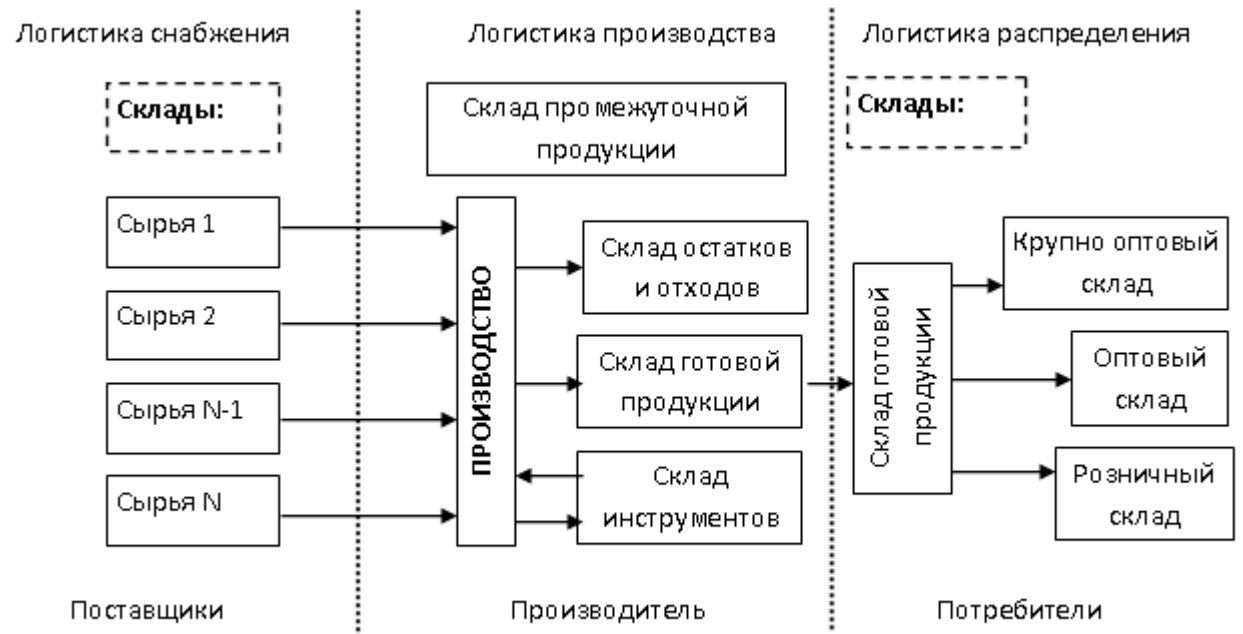 Логистика снабжения
Логистика производства
Логистика распределения
Склады:
Склад промежуточной
продукции
Склады:
Сырья 1
Сырья 2
Сырья N-1
Сырья N
ПРОИЗВОДСТВО
Склад остатков
и отходов
Склад готовой
продукции
Склад
инструментов
Склад готовой
продукции
Крупно оптовый
склад
Оптовый
склад
Розничный
склад
Поставщики
Производитель
Потребители